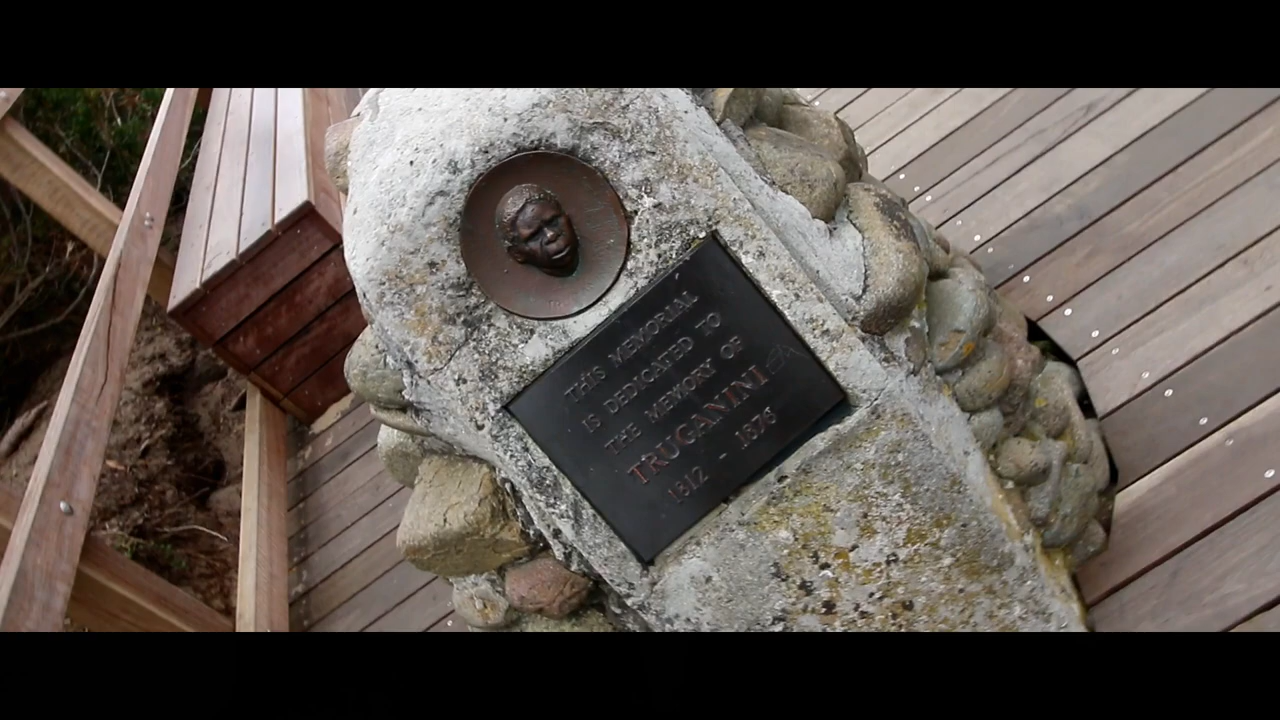 THIS MEMORIAL
IS DEDICATED TO
THE MEMORY OF
TRUGANINI
1812 - 1876